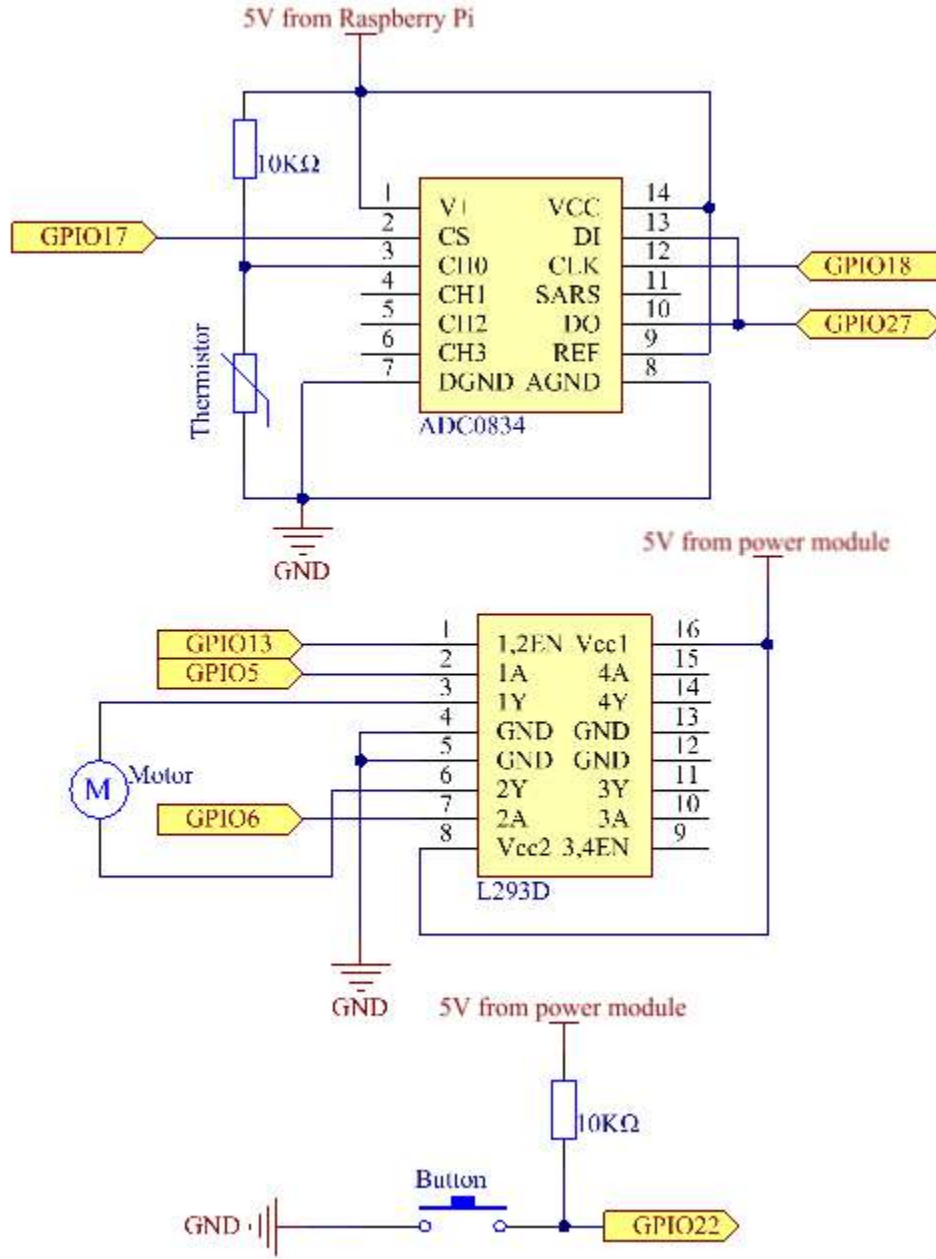 5V from Raspberry Pi
10KΩ
1 V+ VCC 14
GPIO17 2 CS DI 13
3 CH0 CLK 12 GPIO18
4 CH1 SARS 11
5 CH2 DO 10 GPIO27
6 CH3 REF 9
7 DGND AGND 8
Thermistor
ADC0834
GND
5V from power module
GPIO13 1 1,2EN Vcc1 16
GPIO5 2 1A 4A 15
3 1Y 4Y 14
4 GND GND 13
5 GND GND 12
M Motor 6 2Y 3Y 11
GPIO6 7 2A 3A 10
8 Vcc2 3,4EN 9
L293D
GND
5V from power module
10KΩ
Button
GND GPIO22